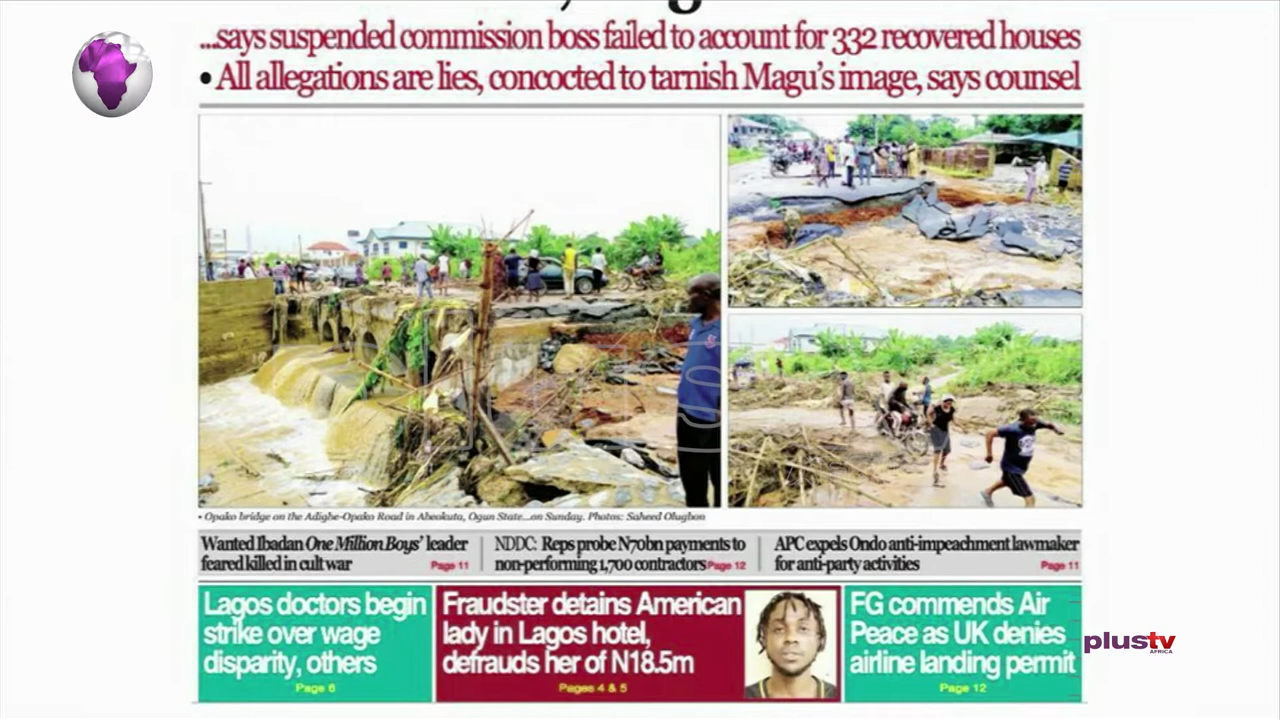 ...says suspended commission boss failed to account for 332 recovered houses
• All allegations are lies, concocted to tarnish Magu's image, says counsel
• Opako bridge on the Adigbe-Opako Road in Abeokuta, Ogun State...on Sunday. Photos: Saheed Olugbon
Wanted Ibadan One Million Boys' leader
feared killed in cult war
Page 11
NDDC: Reps probe N70bn payments to
non-performing 1,700 contractors Page 12
APC expels Ondo anti-impeachment lawmaker
for anti-party activities
Page 11
Lagos doctors begin
strike over wage
disparity, others
Page 6
Fraudster detains American
lady in Lagos hotel,
defrauds her of N18.5m
Pages 4 & 5
FG commends Air
Peace as UK denies
airline landing permit
Page 12
plustv
AFRICA